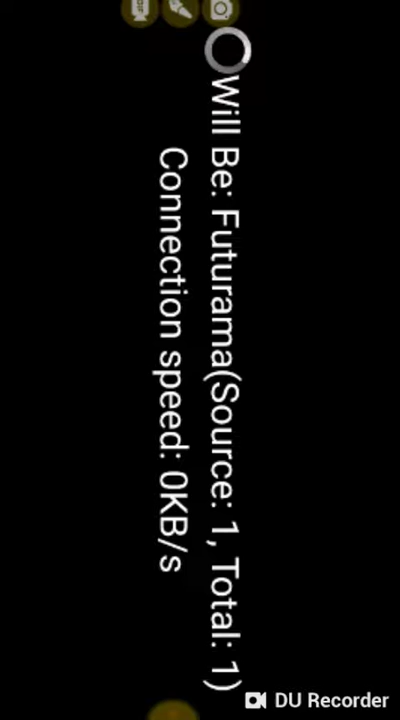 Will Be: Futurama(Source: 1, Total: 1)
Connection speed: 0KB/s
DU Recorder